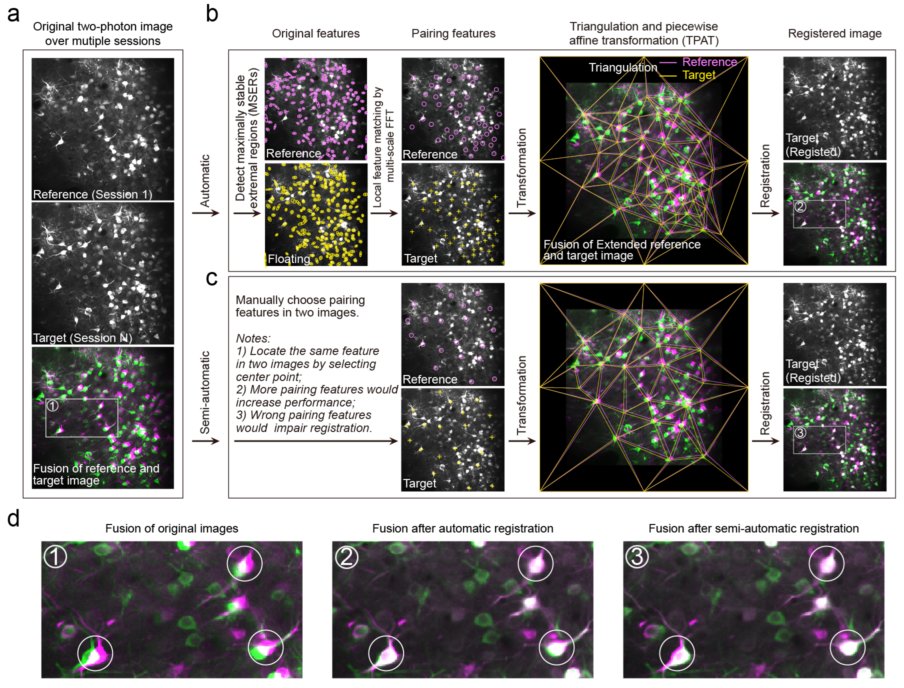 a
Original two-photon image
over mutiple sessions
Reference (Session 1)
Target (Session N)
①
Fusion of reference and
target image
Automatic
Semi-automatic
b
Original features
Pairing features
Triangulation and piecewise
affine transformation (TPAT)
Registered image
Detect maximally stable
extremal regions (MSERs)
Reference
Floating
Local feature matching by
multi-scale FFT
Reference
Target
Transformation
Triangulation
Reference
Target
Fusion of Extended reference
and target image
Registration
Target
(Registed)
②
c
Manually choose pairing
features in two images.
Notes:
1) Locate the same feature
in two images by selecting
center point;
2) More pairing features would
increase performance;
3) Wrong pairing features
would impair registration.
Reference
Target
Transformation
Registration
Target
(Registed)
③
d
Fusion of original images
Fusion after automatic registration
Fusion after semi-automatic registration
①
②
③